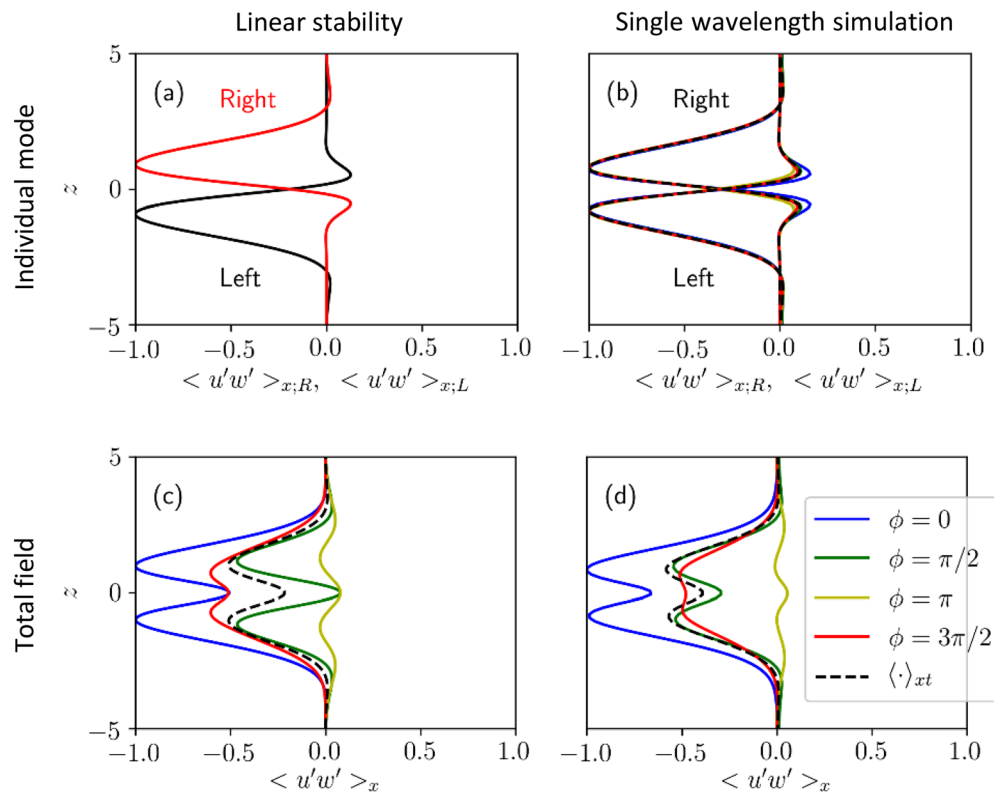 Linear stability
Single wavelength simulation
Individual mode
5
(a)
Right
z
0
Left
−5
−1.0 −0.5 0.0 0.5 1.0
< u′w′ >x;R, < u′w′ >x;L
(b)
Right
Left
−1.0 −0.5 0.0 0.5 1.0
< u′w′ >x;R, < u′w′ >x;L
Total field
5
(c)
z
0
−5
−1.0 −0.5 0.0 0.5 1.0
< u′w′ >x
(d)
ϕ = 0
ϕ = π/2
ϕ = π
ϕ = 3π/2
⟨·⟩xt
−1.0 −0.5 0.0 0.5 1.0
< u′w′ >x